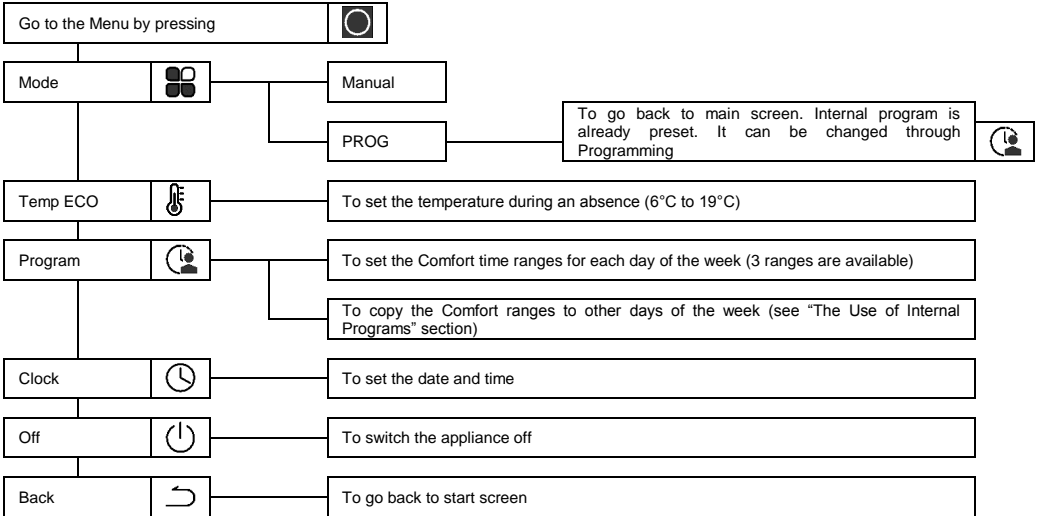 Go to the Menu by pressing
Mode
Manual
PROG
To go back to main screen. Internal program is
already preset. It can be changed through
Programming
Temp ECO
To set the temperature during an absence (6°C to 19°C)
Program
To set the Comfort time ranges for each day of the week (3 ranges are available)
To copy the Comfort ranges to other days of the week (see “The Use of Internal
Programs” section)
Clock
To set the date and time
Off
To switch the appliance off
Back
To go back to start screen